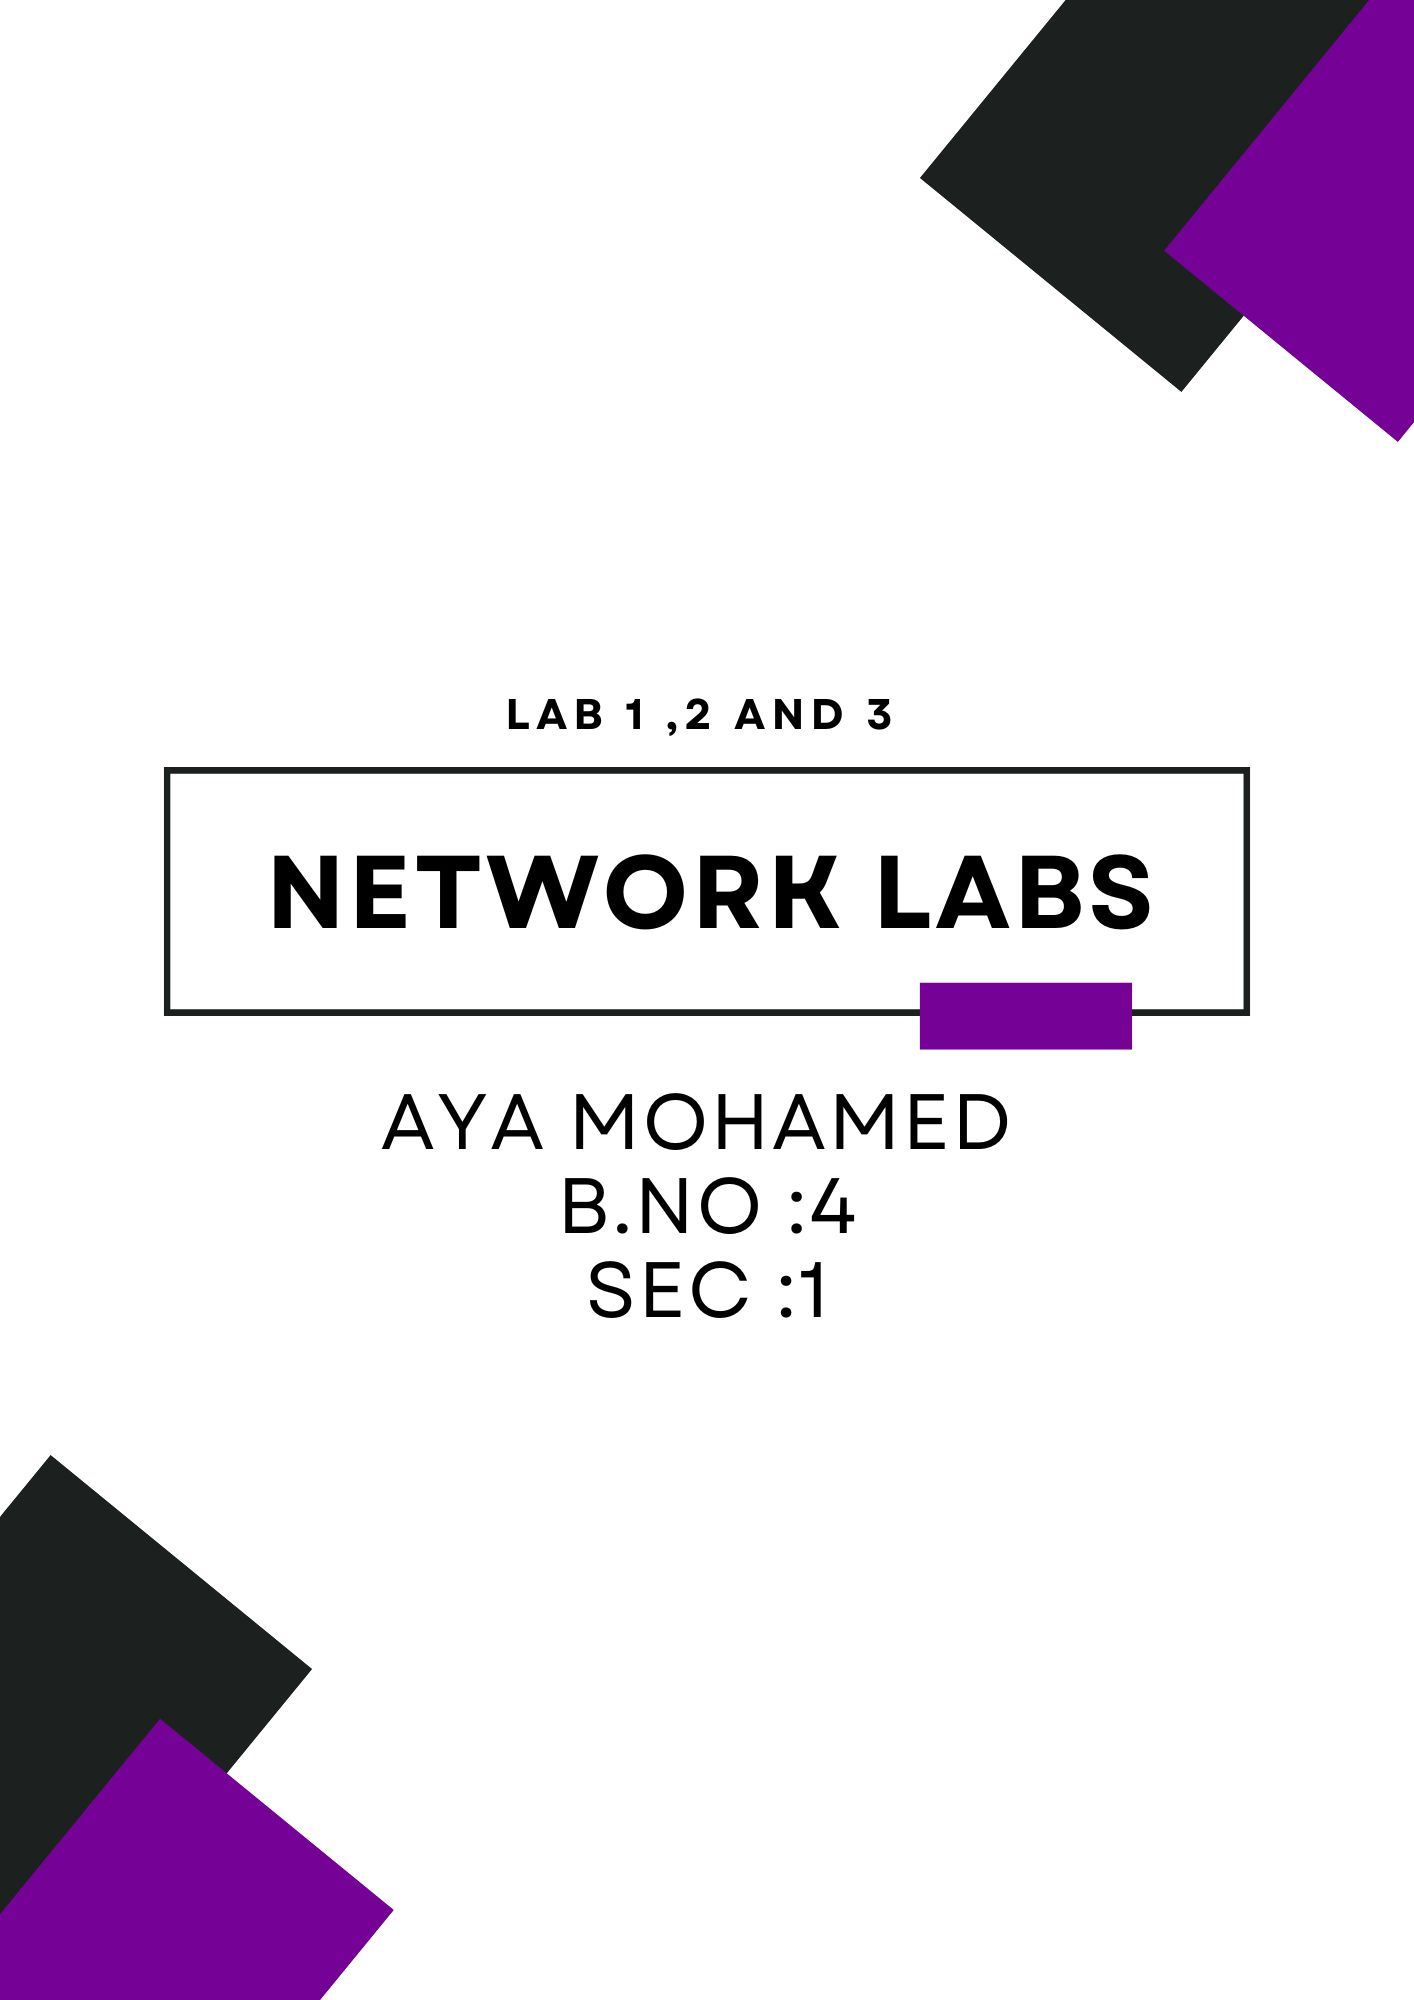 LAB 1 ,2 AND 3
NETWORK LABS
AYA MOHAMED
B.NO :4
SEC :1